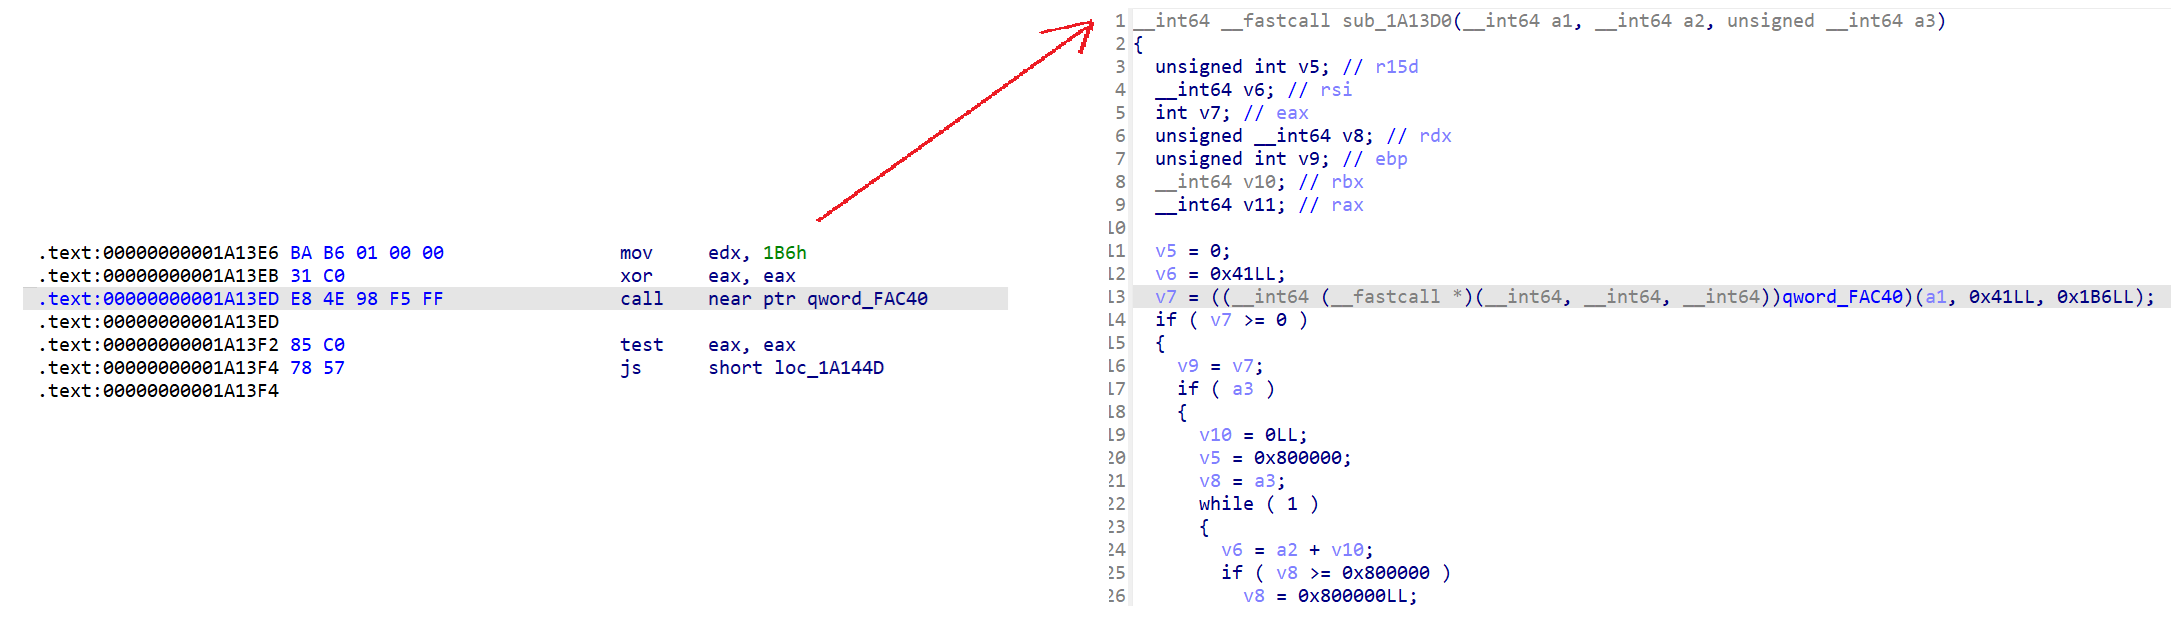 .text:00000000001A13E6 BA B6 01 00 00 mov edx, 1B6h
.text:00000000001A13EB 31 C0 xor eax, eax
.text:00000000001A13ED E8 4E 98 F5 FF call near ptr qword_FAC40
.text:00000000001A13ED
.text:00000000001A13F2 85 C0 test eax, eax
.text:00000000001A13F4 78 57 js short loc_1A144D
.text:00000000001A13F4
1 __int64 __fastcall sub_1A13D0(__int64 a1, __int64 a2, unsigned __int64 a3)
2 {
3 unsigned int v5; // r15d
4 __int64 v6; // rsi
5 int v7; // eax
6 unsigned __int64 v8; // rdx
7 unsigned int v9; // ebp
8 __int64 v10; // rbx
9 __int64 v11; // rax
10
11 v5 = 0;
12 v6 = 0x41LL;
13 v7 = ((__int64 (__fastcall *)(__int64, __int64, __int64))qword_FAC40)(a1, 0x41LL, 0x1B6LL);
14 if ( v7 >= 0 )
15 {
16 v9 = v7;
17 if ( a3 )
18 {
19 v10 = 0LL;
20 v5 = 0x800000;
21 v8 = a3;
22 while ( 1 )
23 {
24 v6 = a2 + v10;
25 if ( v8 >= 0x800000 )
26 v8 = 0x800000LL;